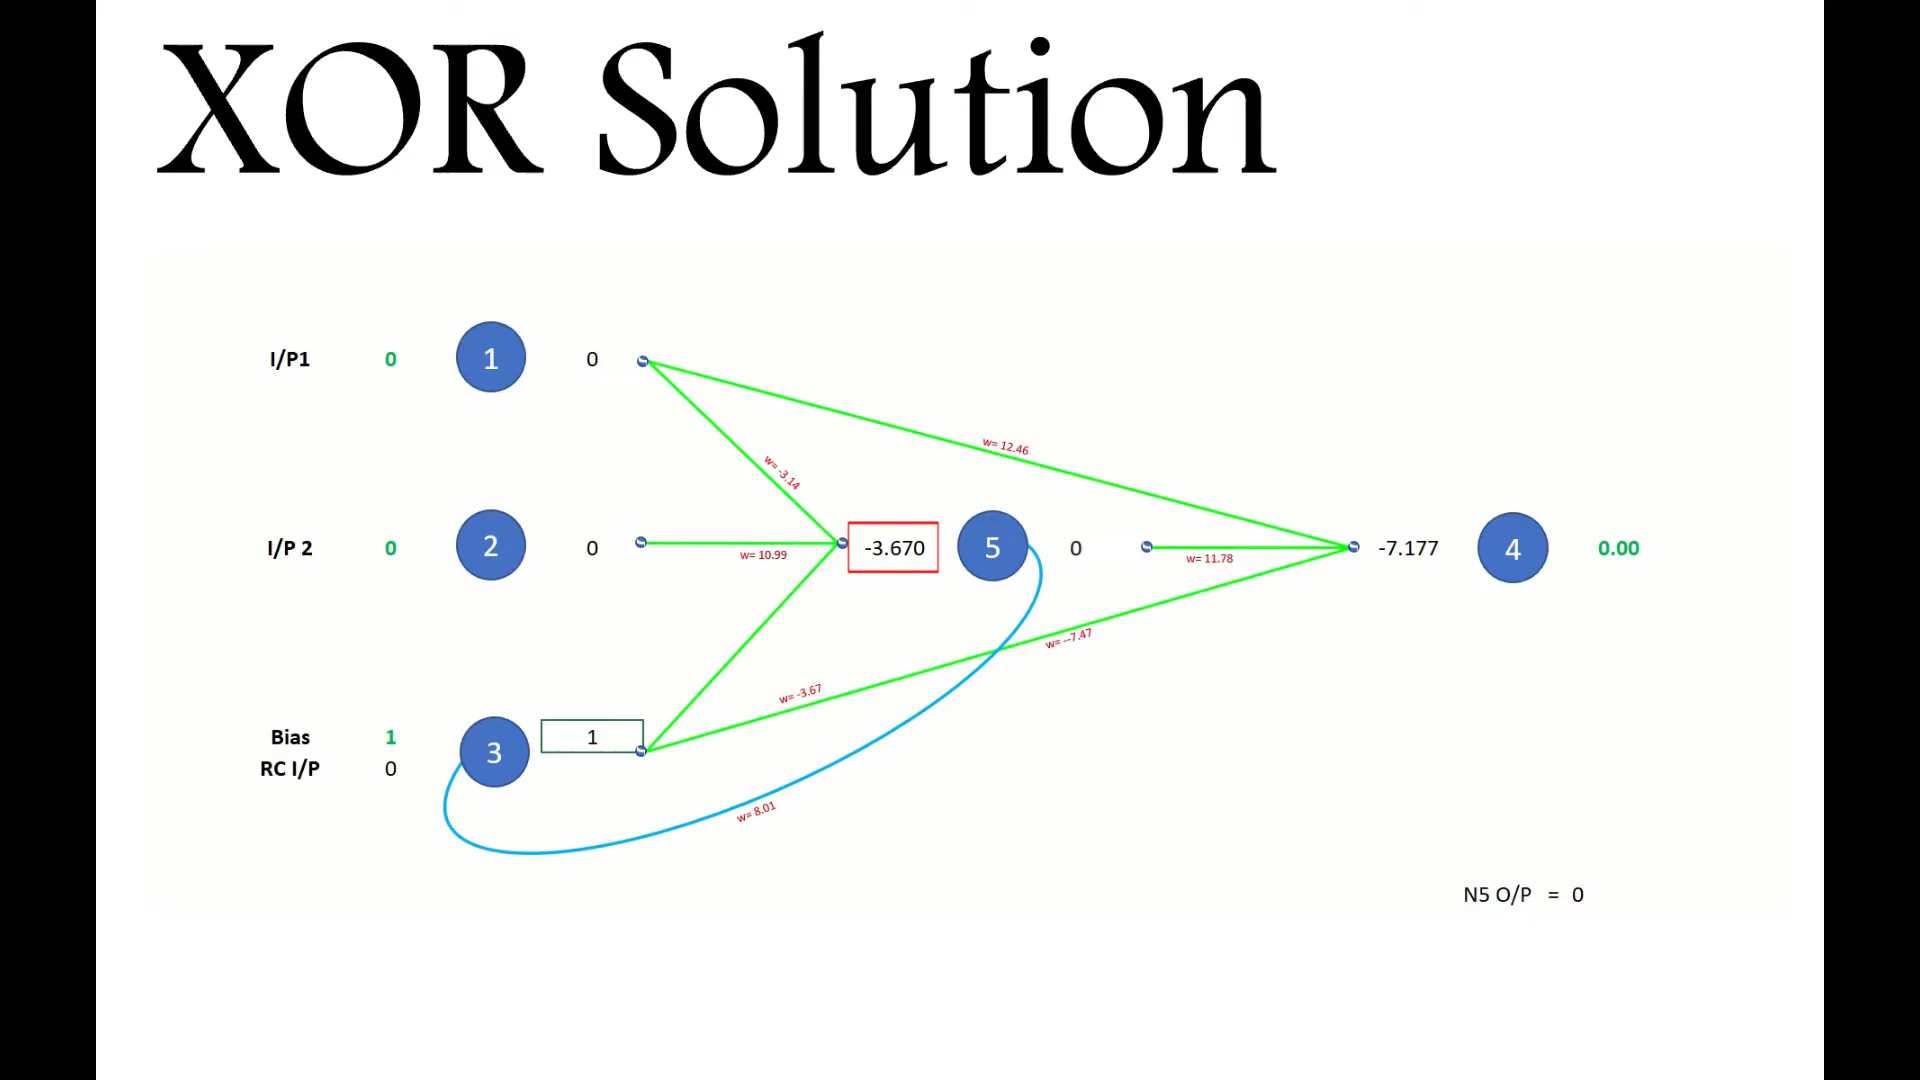 XOR Solution
I/P1 0 1 0
w= 12.46
w= -3.14
I/P 2 0 2 0 w= 10.99 -3.670 5 0 w= 11.78 -7.177 4 0.00
w= --7.47
w= -3.67
Bias 1 3 1
RC I/P 0
w= 8.01
N5 O/P = 0